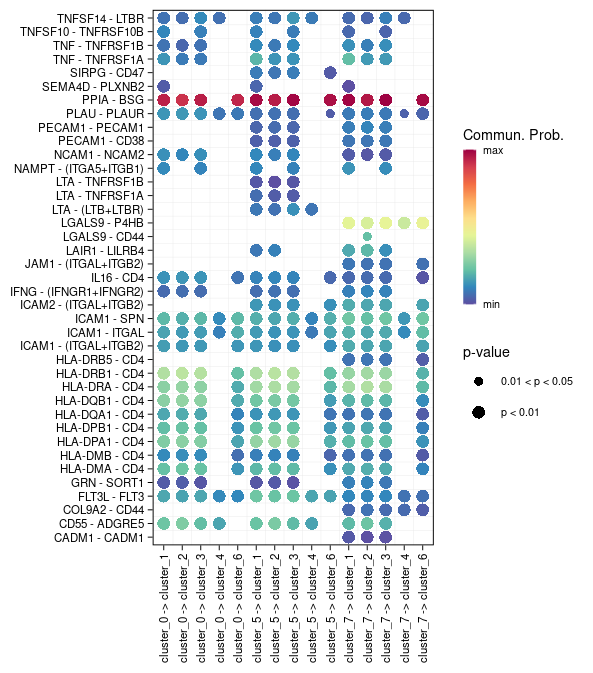 TNFSF14 - LTBR
TNFSF10 - TNFRSF10B
TNF - TNFRSF1B
TNF - TNFRSF1A
SIRPG - CD47
SEMA4D - PLXNB2
PPIA - BSG
PLAU - PLAUR
PECAM1 - PECAM1
PECAM1 - CD38
NCAM1 - NCAM2
NAMPT - (ITGA5+ITGB1)
LTA - TNFRSF1B
LTA - TNFRSF1A
LTA - (LTB+LTBR)
LGALS9 - P4HB
LGALS9 - CD44
LAIR1 - LILRB4
JAM1 - (ITGAL+ITGB2)
IL16 - CD4
IFNG - (IFNGR1+IFNGR2)
ICAM2 - (ITGAL+ITGB2)
ICAM1 - SPN
ICAM1 - ITGAL
ICAM1 - (ITGAL+ITGB2)
HLA-DRB5 - CD4
HLA-DRB1 - CD4
HLA-DRA - CD4
HLA-DQB1 - CD4
HLA-DQA1 - CD4
HLA-DPB1 - CD4
HLA-DPA1 - CD4
HLA-DMB - CD4
HLA-DMA - CD4
GRN - SORT1
FLT3L - FLT3
COL9A2 - CD44
CD55 - ADGRE5
CADM1 - CADM1
cluster_0 -> cluster_1
cluster_0 -> cluster_2
cluster_0 -> cluster_3
cluster_0 -> cluster_4
cluster_0 -> cluster_6
cluster_5 -> cluster_1
cluster_5 -> cluster_2
cluster_5 -> cluster_3
cluster_5 -> cluster_4
cluster_5 -> cluster_6
cluster_7 -> cluster_1
cluster_7 -> cluster_2
cluster_7 -> cluster_3
cluster_7 -> cluster_4
cluster_7 -> cluster_6
Commun. Prob.
max
min
p-value
0.01 < p < 0.05
p < 0.01